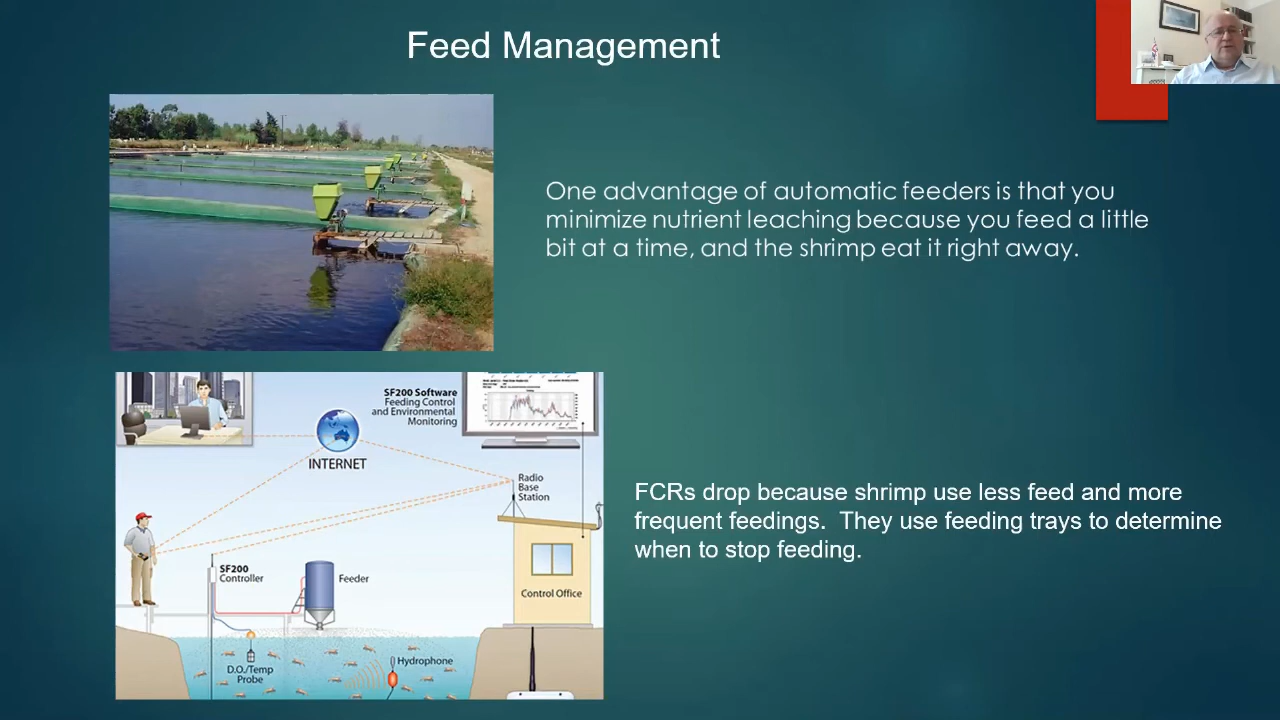 Feed Management
One advantage of automatic feeders is that you
minimize nutrient leaching because you feed a little
bit at a time, and the shrimp eat it right away.
SF200 Software
Feeding Control
and Environmental
Monitoring
INTERNET
Radio
Base
Station
SF200
Controller
Feeder
Control Office
D.O./Temp
Probe
Hydrophone
FCRs drop because shrimp use less feed and more
frequent feedings.  They use feeding trays to determine
when to stop feeding.